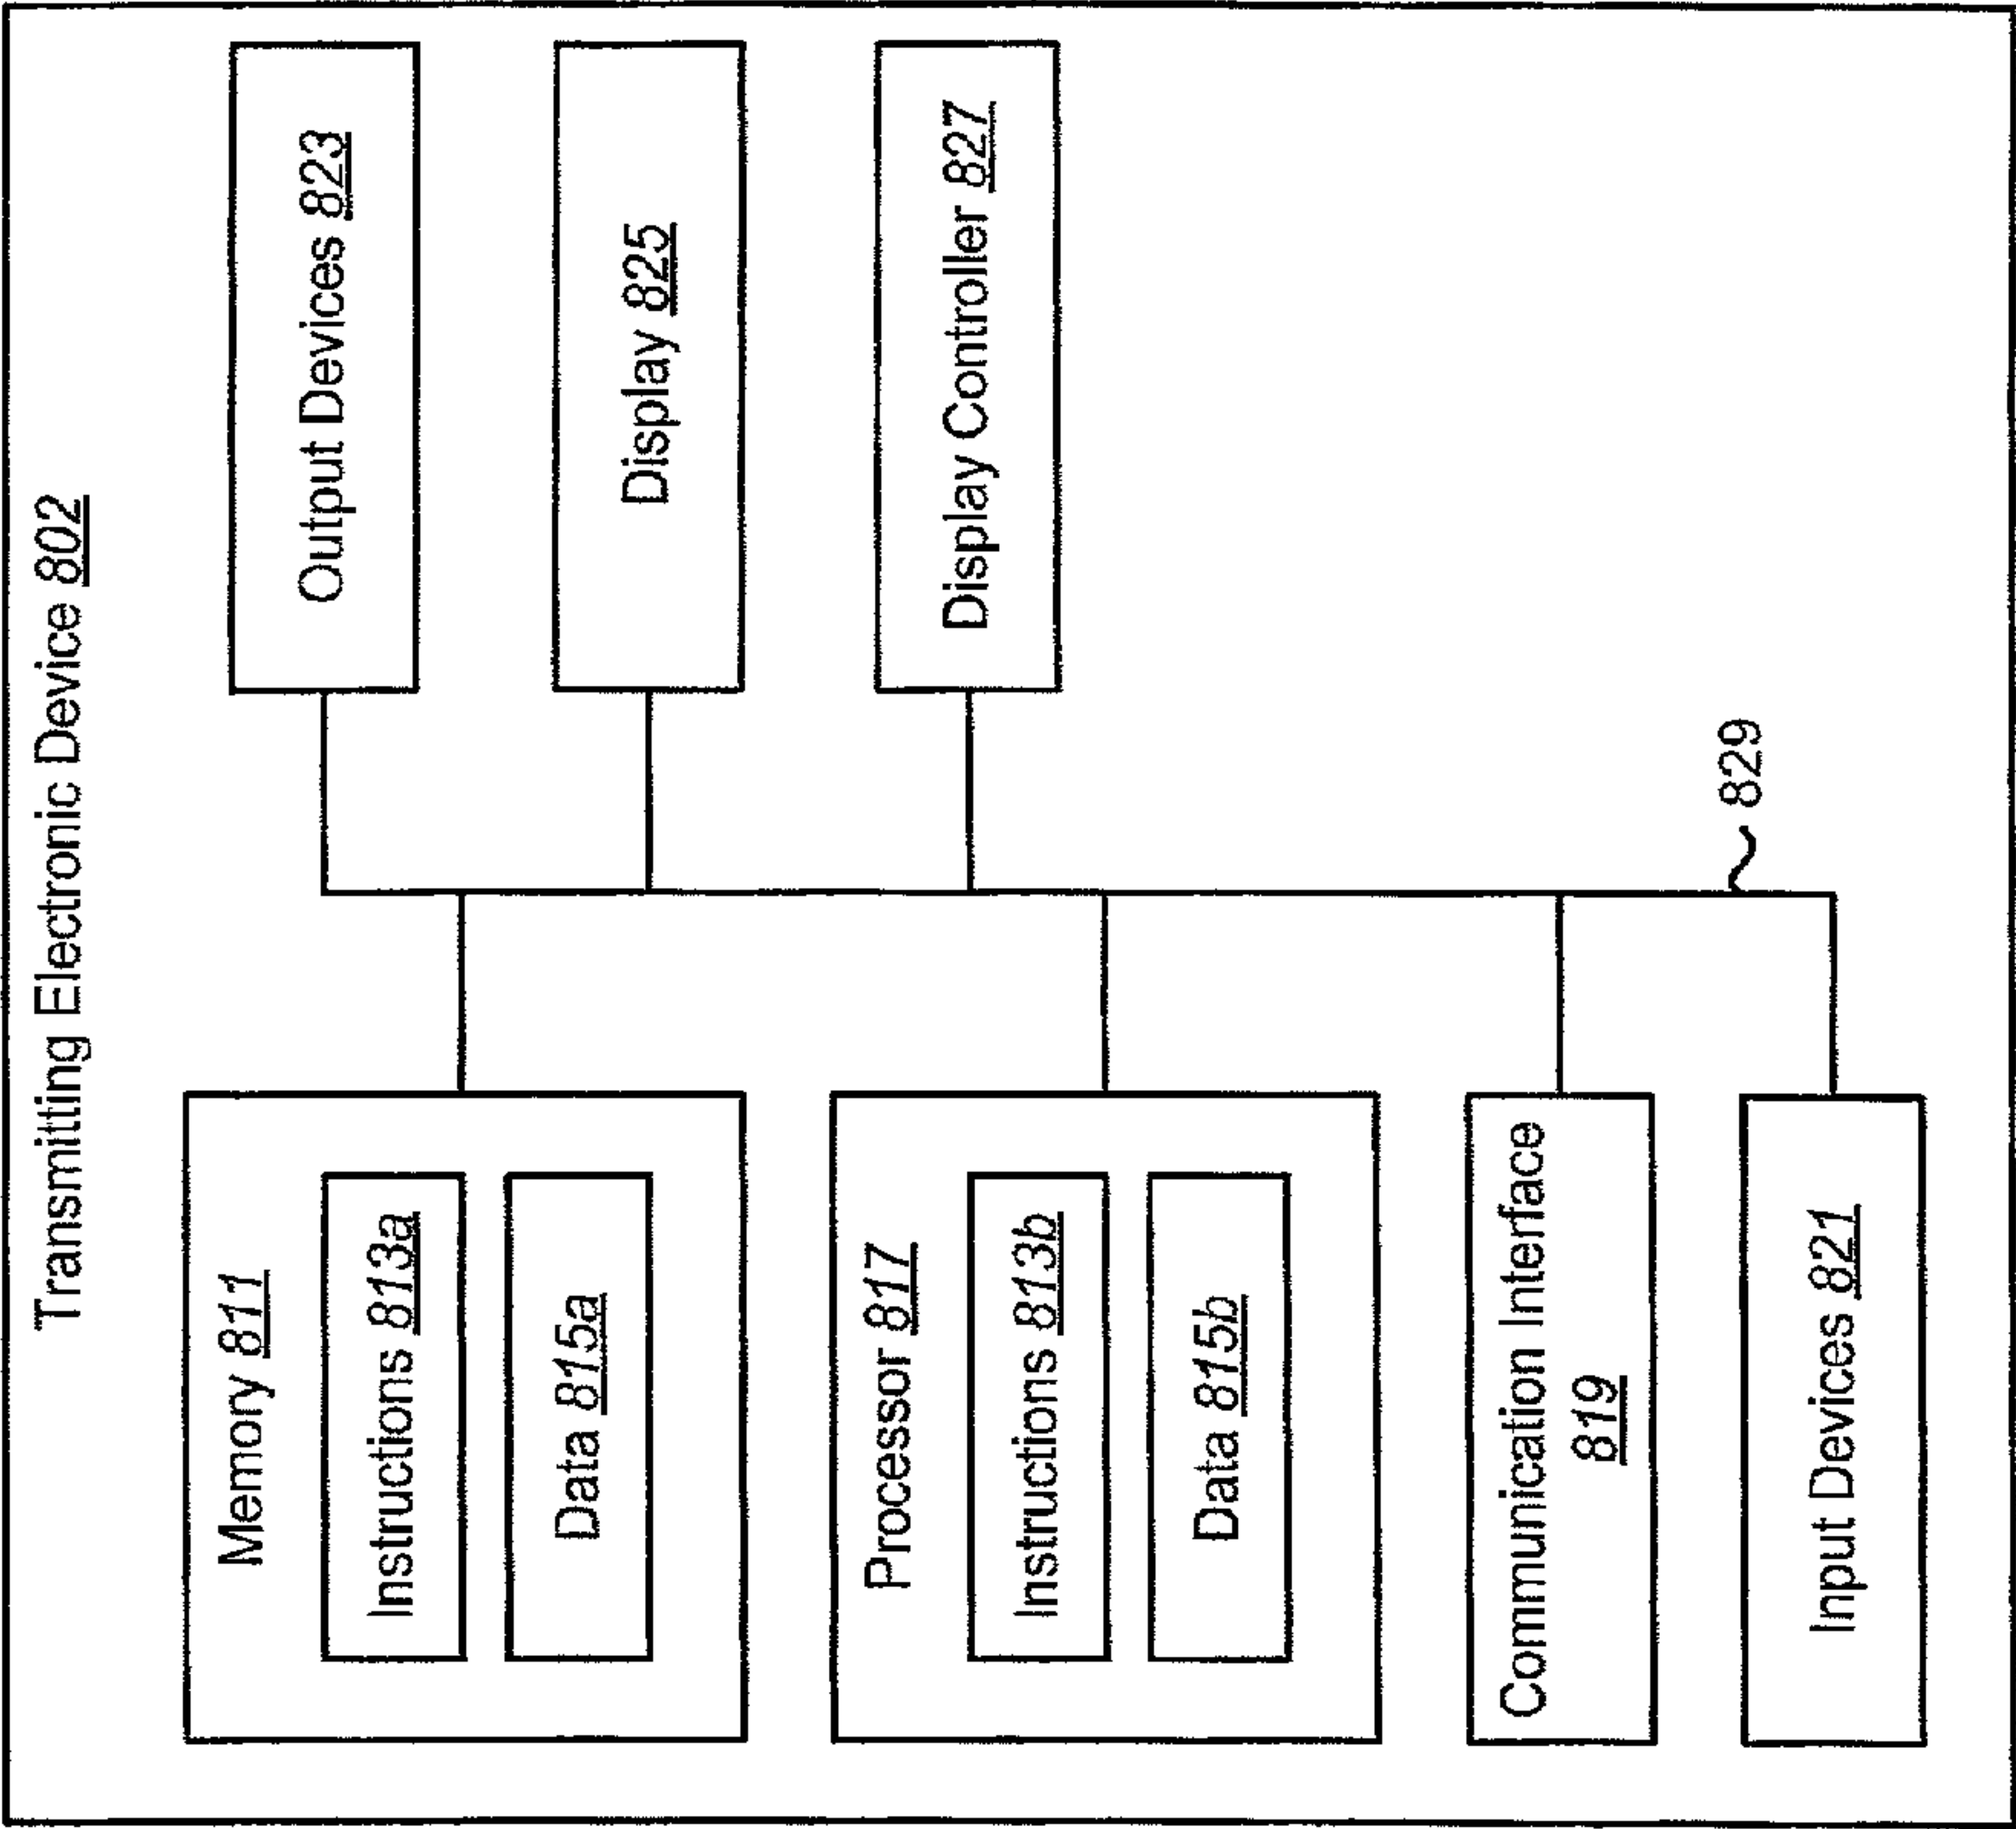 Transmitting Electronic Device 802
Memory 811
Instructions 813a
Data 815a
Processor 817
Instructions 813b
Data 815b
Communication Interface
819
Input Devices 821
Output Devices 823
Display 825
Display Controller 827
829